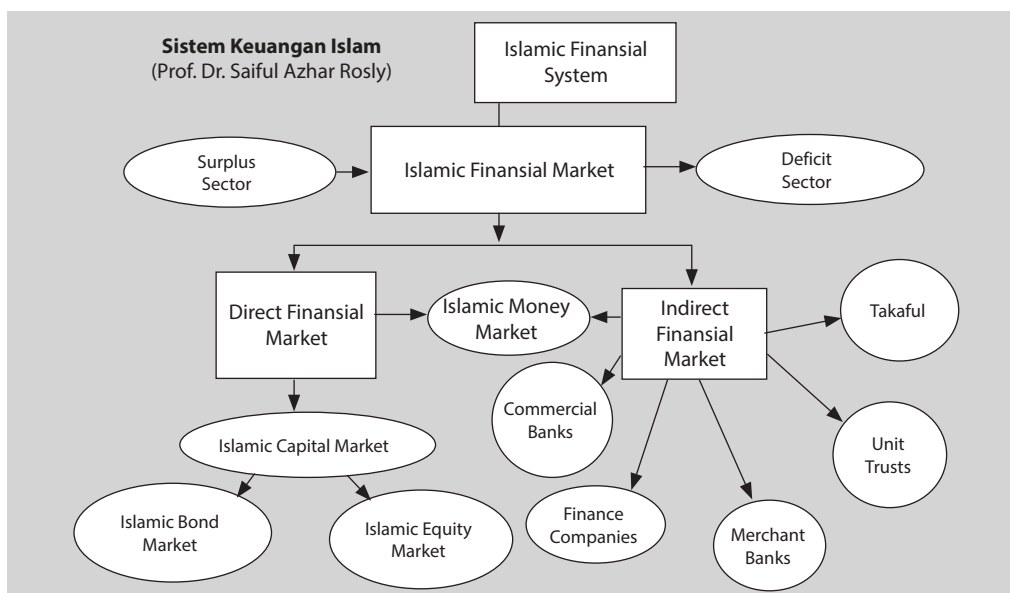 Sistem Keuangan Islam
(Prof. Dr. Saiful Azhar Rosly)
Islamic Finansial
System
Surplus
Sector
Islamic Finansial Market
Deficit
Sector
Direct Finansial
Market
Islamic Money
Market
Indirect
Finansial
Market
Takaful
Commercial
Banks
Unit
Trusts
Islamic Capital Market
Islamic Bond
Market
Islamic Equity
Market
Finance
Companies
Merchant
Banks